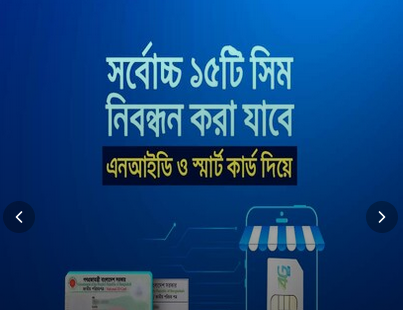 সর্বোচ্চ ১৫টি সিম
নিবন্ধন করা যাবে
এনআইডি ও স্মার্ট কার্ড দিয়ে